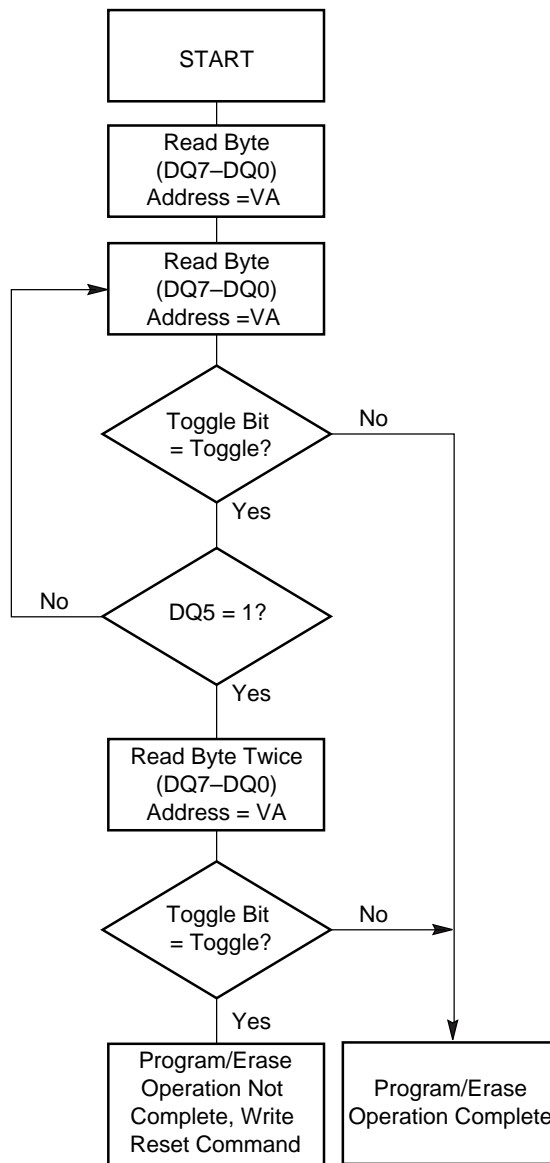 START
Read Byte
(DQ7–DQ0)
Address =VA
Read Byte
(DQ7–DQ0)
Address =VA
Toggle Bit
= Toggle?
No
Yes
No
DQ5 = 1?
Yes
Read Byte Twice
(DQ7–DQ0)
Address = VA
Toggle Bit
= Toggle?
No
Yes
Program/Erase
Operation Not
Complete, Write
Reset Command
Program/Erase
Operation Complete